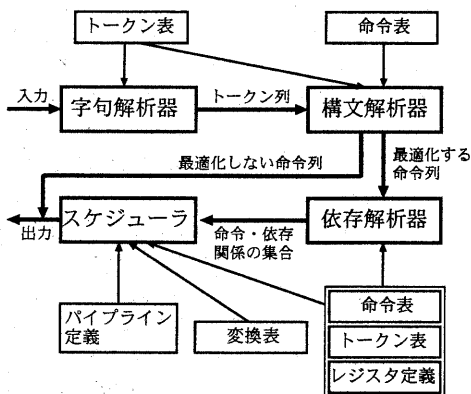 トークン表
命令表
入力
字句解析器
トークン列
構文解析器
最適化しない命令列
最適化する
命令列
スケジューラ
出力
命令・依存
関係の集合
依存解析器
パイプライン
定義
変換表
命令表
トークン表
レジスタ定義